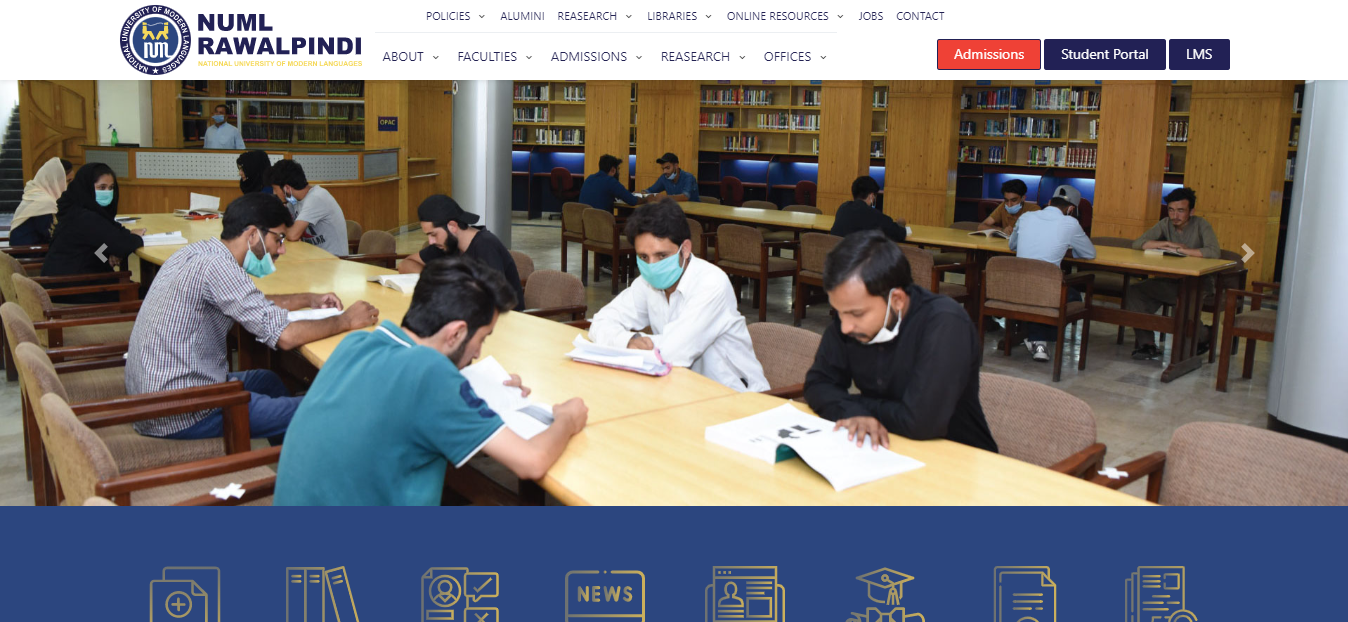 POLICIES ALUMINI REASEARCH LIBRARIES ONLINE RESOURCES JOBS CONTACT
NATIONAL UNIVERSITY OF MODERN LANGUAGES
NUM
NUML
RAWALPINDI
NATIONAL UNIVERSITY OF MODERN LANGUAGES
ABOUT FACULTIES ADMISSIONS REASEARCH OFFICES
Admissions Student Portal LMS
OPAC
NEWS